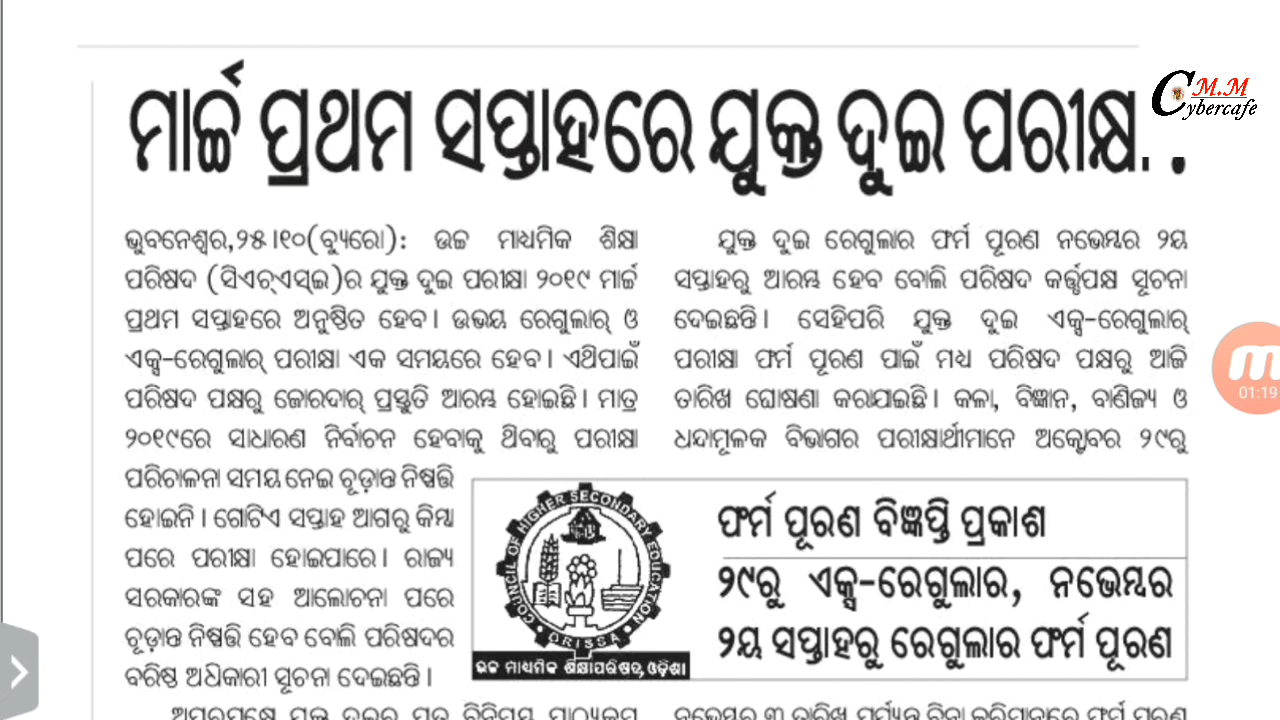 ମାର୍ଚ୍ଚ ପ୍ରଥମ ସପ୍ତାହରେ ଯୁକ୍ତ ଦୁଇ
C M.M
ybercafe
ଭୁବନେଶ୍ୱର,୨୫।୧୦(ବ୍ୟୁରୋ): ଉଚ୍ଚ ମାଧ୍ୟମିକ ଶିକ୍ଷା
ପରିଷଦ (ସିଏଚ୍‌ଏସ୍‌ଇ)ର ଯୁକ୍ତ ଦୁଇ ପରୀକ୍ଷା ୨୦୧୯ ମାର୍ଚ୍ଚ
ପ୍ରଥମ ସପ୍ତାହରେ ଅନୁଷ୍ଠିତ ହେବ। ଉଭୟ ରେଗୁଲାର୍ ଓ
ଏକ୍ସ-ରେଗୁଲାର୍ ପରୀକ୍ଷା ଏକ ସମୟରେ ହେବ। ଏଥିପାଇଁ
ପରିଷଦ ପକ୍ଷରୁ ଜୋରଦାର୍ ପ୍ରସ୍ତୁତି ଆରମ୍ଭ ହୋଇଛି। ମାତ୍ର
୨୦୧୯ରେ ସାଧାରଣ ନିର୍ବାଚନ ହେବାକୁ ଥିବାରୁ ପରୀକ୍ଷା
ପରିଚାଳନା ସମୟ ନେଇ ଚୂଡ଼ାନ୍ତ ନିଷ୍ପତ୍ତି
ହୋଇନି। ଗୋଟିଏ ସପ୍ତାହ ଆଗରୁ କିମ୍ବା
ପରେ ପରୀକ୍ଷା ହୋଇପାରେ। ରାଜ୍ୟ
ସରକାରଙ୍କ ସହ ଆଲୋଚନା ପରେ
ଚୂଡ଼ାନ୍ତ ନିଷ୍ପତ୍ତି ହେବ ବୋଲି ପରିଷଦର
ବରିଷ୍ଠ ଅଧିକାରୀ ସୂଚନା ଦେଇଛନ୍ତି।
ଯୁକ୍ତ ଦୁଇ ରେଗୁଲାର ଫର୍ମ ପୂରଣ ନଭେମ୍ବର ୨ୟ
ସପ୍ତାହରୁ ଆରମ୍ଭ ହେବ ବୋଲି ପରିଷଦ କର୍ତ୍ତୃପକ୍ଷ ସୂଚନା
ଦେଇଛନ୍ତି। ସେହିପରି ଯୁକ୍ତ ଦୁଇ ଏକ୍ସ-ରେଗୁଲାର୍
ପରୀକ୍ଷା ଫର୍ମ ପୂରଣ ପାଇଁ ମଧ୍ୟ ପରିଷଦ ପକ୍ଷରୁ ଆଜି
ତାରିଖ ଘୋଷଣା କରାଯାଇଛି। କଳା, ବିଜ୍ଞାନ, ବାଣିଜ୍ୟ ଓ
ଧନ୍ଦାମୂଳକ ବିଭାଗର ପରୀକ୍ଷାର୍ଥୀମାନେ ଅକ୍ଟୋବର ୨୯ରୁ
COUNCIL OF HIGHER SECONDARY EDUCATION
ORISSA
ଉଚ୍ଚ ମାଧ୍ୟମିକ ଶିକ୍ଷାପରିଷଦ, ଓଡ଼ିଶା
ଫର୍ମ ପୂରଣ ବିଜ୍ଞପ୍ତି ପ୍ରକାଶ
୨୯ରୁ ଏକ୍ସ-ରେଗୁଲାର, ନଭେମ୍ବର
୨ୟ ସପ୍ତାହରୁ ରେଗୁଲାର ଫର୍ମ ପୂରଣ
01:19